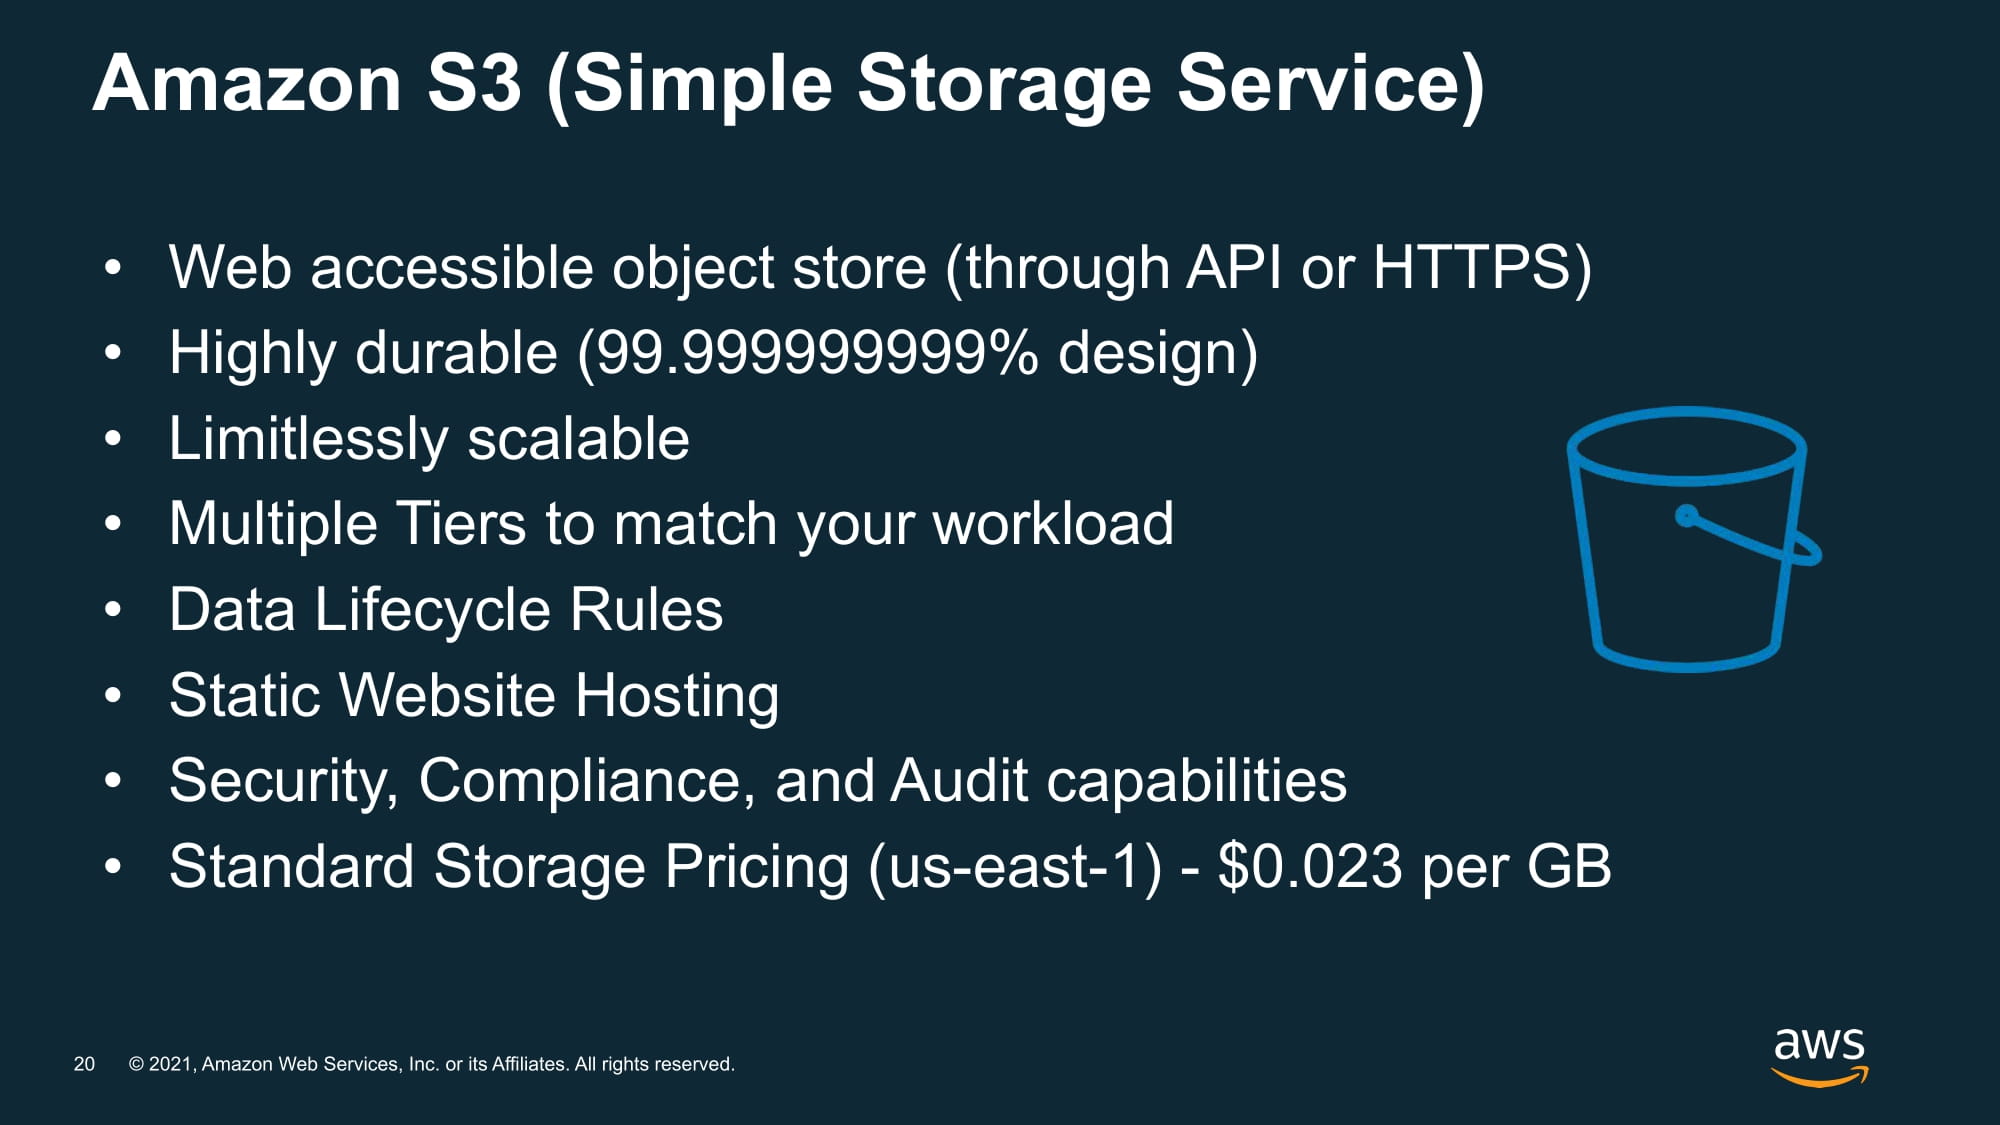 Amazon S3 (Simple Storage Service)
• Web accessible object store (through API or HTTPS)
• Highly durable (99.999999999% design)
• Limitlessly scalable
• Multiple Tiers to match your workload
• Data Lifecycle Rules
• Static Website Hosting
• Security, Compliance, and Audit capabilities
• Standard Storage Pricing (us-east-1) - $0.023 per GB
20 © 2021, Amazon Web Services, Inc. or its Affiliates. All rights reserved.
aws